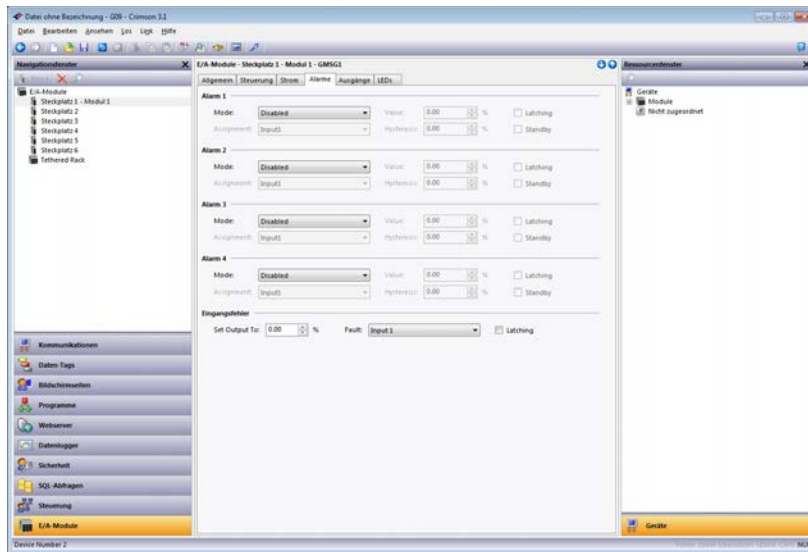 Datei ohne Bezeichnung - G09 - Crimson 3.1
Datei Bearbeiten Ansehen Los Link Hilfe
Navigationsfenster
E/A-Module
Steckplatz 1 - Modul 1
Steckplatz 2
Steckplatz 3
Steckplatz 4
Steckplatz 5
Steckplatz 6
Tethered Rack
Kommunikationen
Daten-Tags
Bildschirmseiten
Programme
Webserver
Datenlogger
Sicherheit
SQL-Abfragen
Steuerung
E/A-Module
E/A-Module - Steckplatz 1 - Modul 1 - GMSG1
Allgemein Steuerung Strom Alarme Ausgänge LEDs
Alarm 1
Mode: Disabled Value: 0.00 % Latching
Assignment: Input1 Hysteresis: 0.00 % Standby
Alarm 2
Mode: Disabled Value: 0.00 % Latching
Assignment: Input1 Hysteresis: 0.00 % Standby
Alarm 3
Mode: Disabled Value: 0.00 % Latching
Assignment: Input1 Hysteresis: 0.00 % Standby
Alarm 4
Mode: Disabled Value: 0.00 % Latching
Assignment: Input1 Hysteresis: 0.00 % Standby
Eingangsfehler
Set Output To: 0.00 % Fault: Input 1 Latching
Ressourcenfenster
Geräte
Module
Nicht zugeordnet
Geräte
Device Number 2